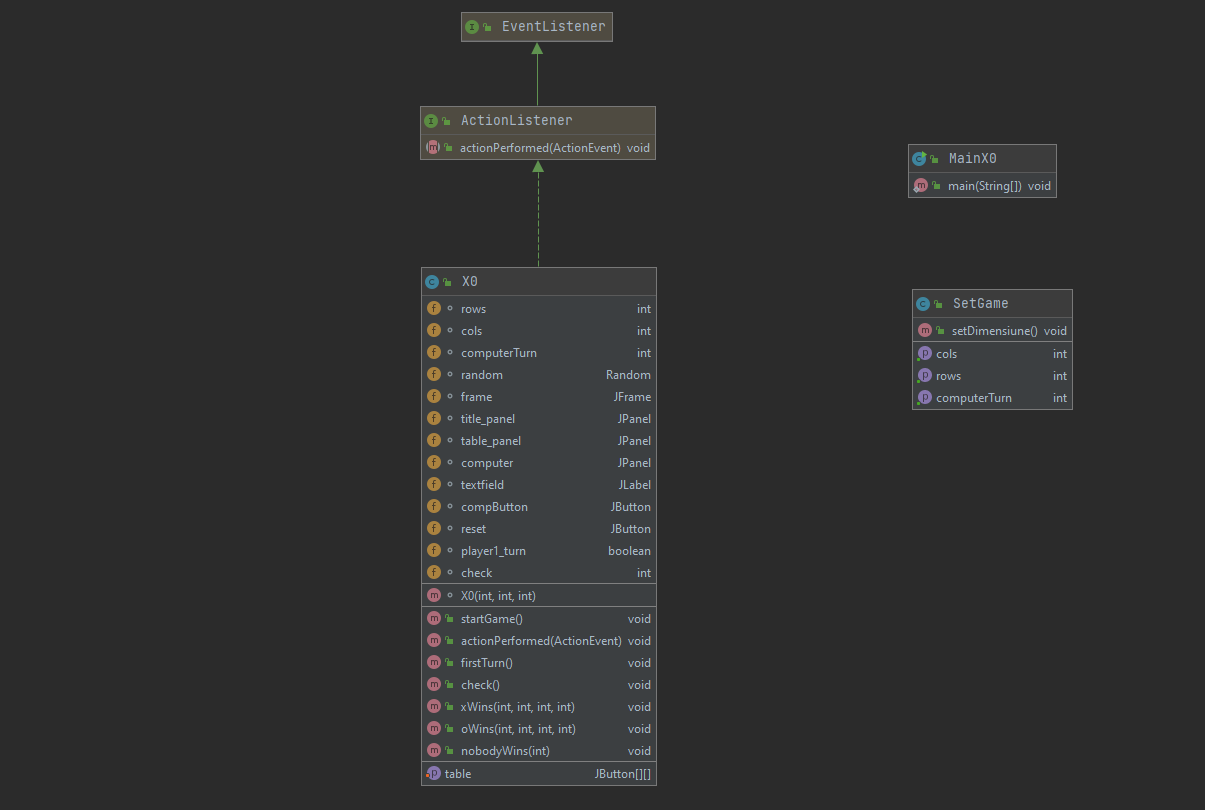 EventListener
ActionListener
actionPerformed(ActionEvent) void
X0
rows int
cols int
computerTurn int
random Random
frame JFrame
title_panel JPanel
table_panel JPanel
computer JPanel
textfield JLabel
compButton JButton
reset JButton
player1_turn boolean
check int
X0(int, int, int)
startGame() void
actionPerformed(ActionEvent) void
firstTurn() void
check() void
xWins(int, int, int, int) void
oWins(int, int, int, int) void
nobodyWins(int) void
table JButton[][]
MainX0
main(String[]) void
SetGame
setDimensiune() void
cols int
rows int
computerTurn int